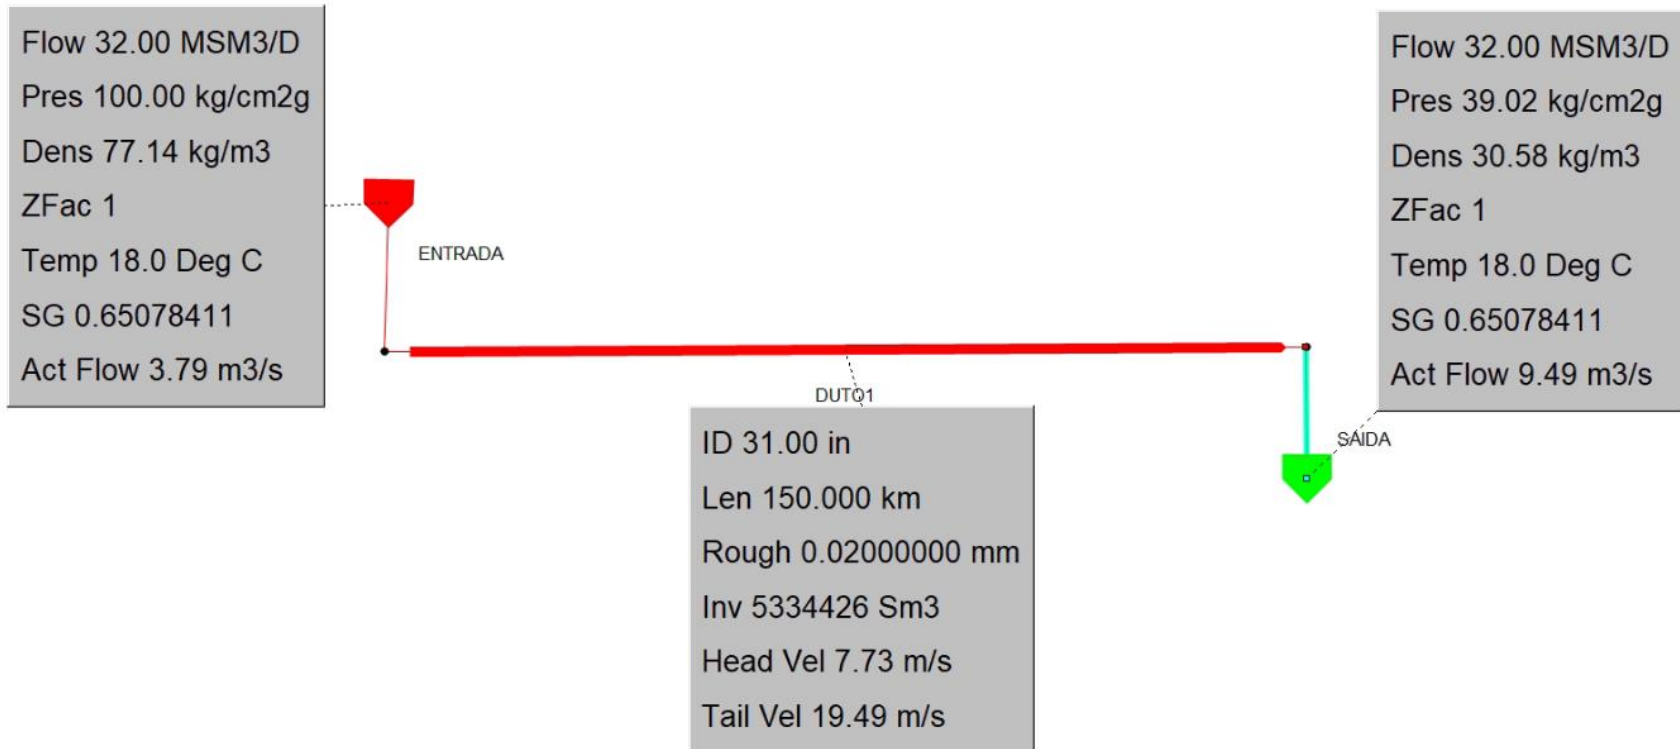 Flow 32.00 MSM3/D
Pres 100.00 kg/cm2g
Dens 77.14 kg/m3
ZFac 1
Temp 18.0 Deg C
SG 0.65078411
Act Flow 3.79 m3/s
ENTRADA
DUTO1
ID 31.00 in
Len 150.000 km
Rough 0.02000000 mm
Inv 5334426 Sm3
Head Vel 7.73 m/s
Tail Vel 19.49 m/s
Flow 32.00 MSM3/D
Pres 39.02 kg/cm2g
Dens 30.58 kg/m3
ZFac 1
Temp 18.0 Deg C
SG 0.65078411
Act Flow 9.49 m3/s
SAIDA